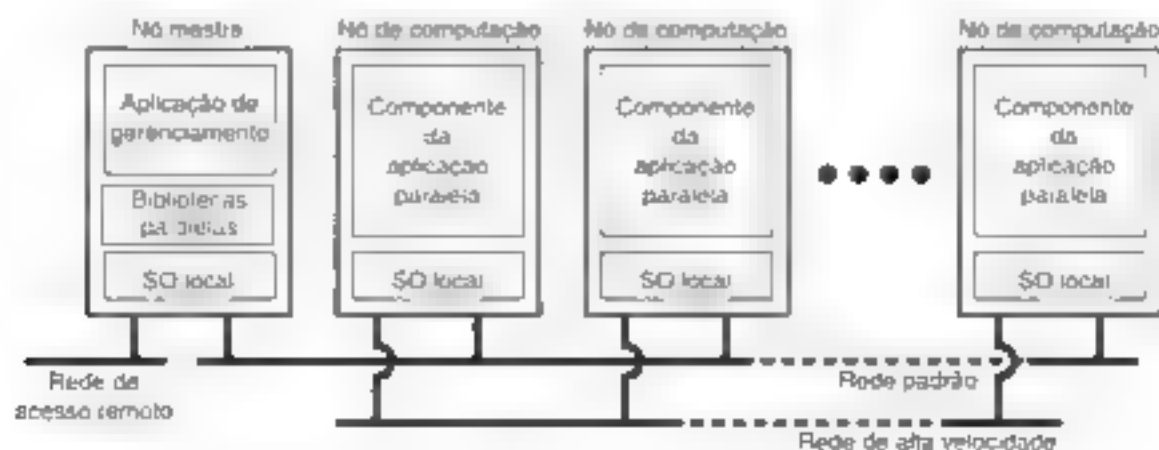 Nó mestre
Nó de computação
Nó de computação
Nó de computação
Aplicação de
gerenciamento
Bibliotecas
paralelas
SO local
Componente
da
aplicação
paralela
SO local
Componente
da
aplicação
paralela
SO local
Componente
da
aplicação
paralela
SO local
Rede de
acesso remoto
Rede padrão
Rede de alta velocidade